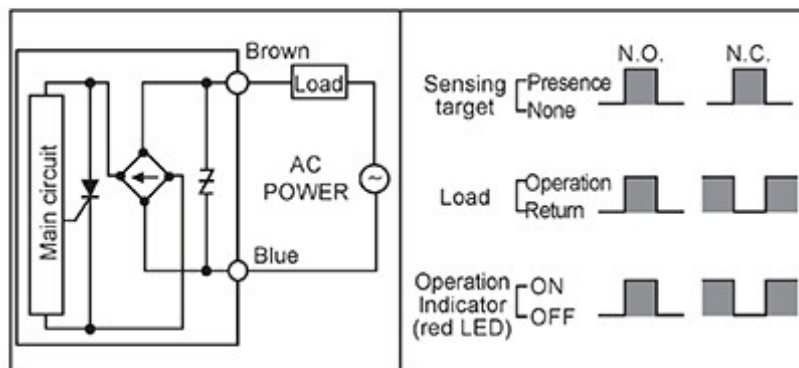 Brown
Load
Main circuit
AC
POWER
~
Blue
N.O. N.C.
Sensing target
Presence
None
Load
Operation
Return
Operation Indicator (red LED)
ON
OFF